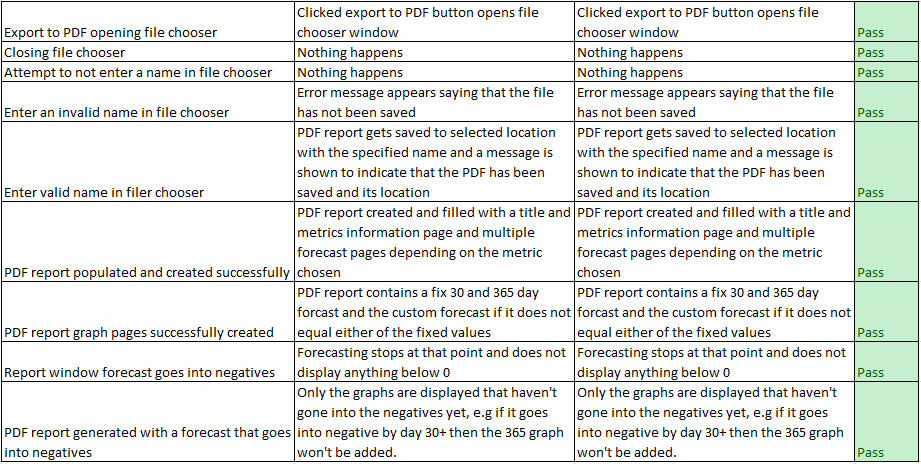 Export to PDF opening file chooser
Clicked export to PDF button opens file
chooser window
Clicked export to PDF button opens file
chooser window
Pass
Closing file chooser
Nothing happens
Nothing happens
Pass
Attempt to not enter a name in file chooser
Nothing happens
Nothing happens
Pass
Enter an invalid name in file chooser
Error message appears saying that the file
has not been saved
Error message appears saying that the file
has not been saved
Pass
Enter valid name in filer chooser
PDF report gets saved to selected location
with the specified name and a message is
shown to indicate that the PDF has been
saved and its location
PDF report gets saved to selected location
with the specified name and a message is
shown to indicate that the PDF has been
saved and its location
Pass
PDF report populated and created successfully
PDF report created and filled with a title and
metrics information page and multiple
forecast pages depending on the metric
chosen
PDF report created and filled with a title and
metrics information page and multiple
forecast pages depending on the metric
chosen
Pass
PDF report graph pages successfully created
PDF report contains a fix 30 and 365 day
forcast and the custom forecast if it does not
equal either of the fixed values
PDF report contains a fix 30 and 365 day
forcast and the custom forecast if it does not
equal either of the fixed values
Pass
Report window forecast goes into negatives
Forecasting stops at that point and does not
display anything below 0
Forecasting stops at that point and does not
display anything below 0
Pass
PDF report generated with a forecast that goes
into negatives
Only the graphs are displayed that haven't
gone into the negatives yet, e.g if it goes
into negative by day 30+ then the 365 graph
won't be added.
Only the graphs are displayed that haven't
gone into the negatives yet, e.g if it goes
into negative by day 30+ then the 365 graph
won't be added.
Pass